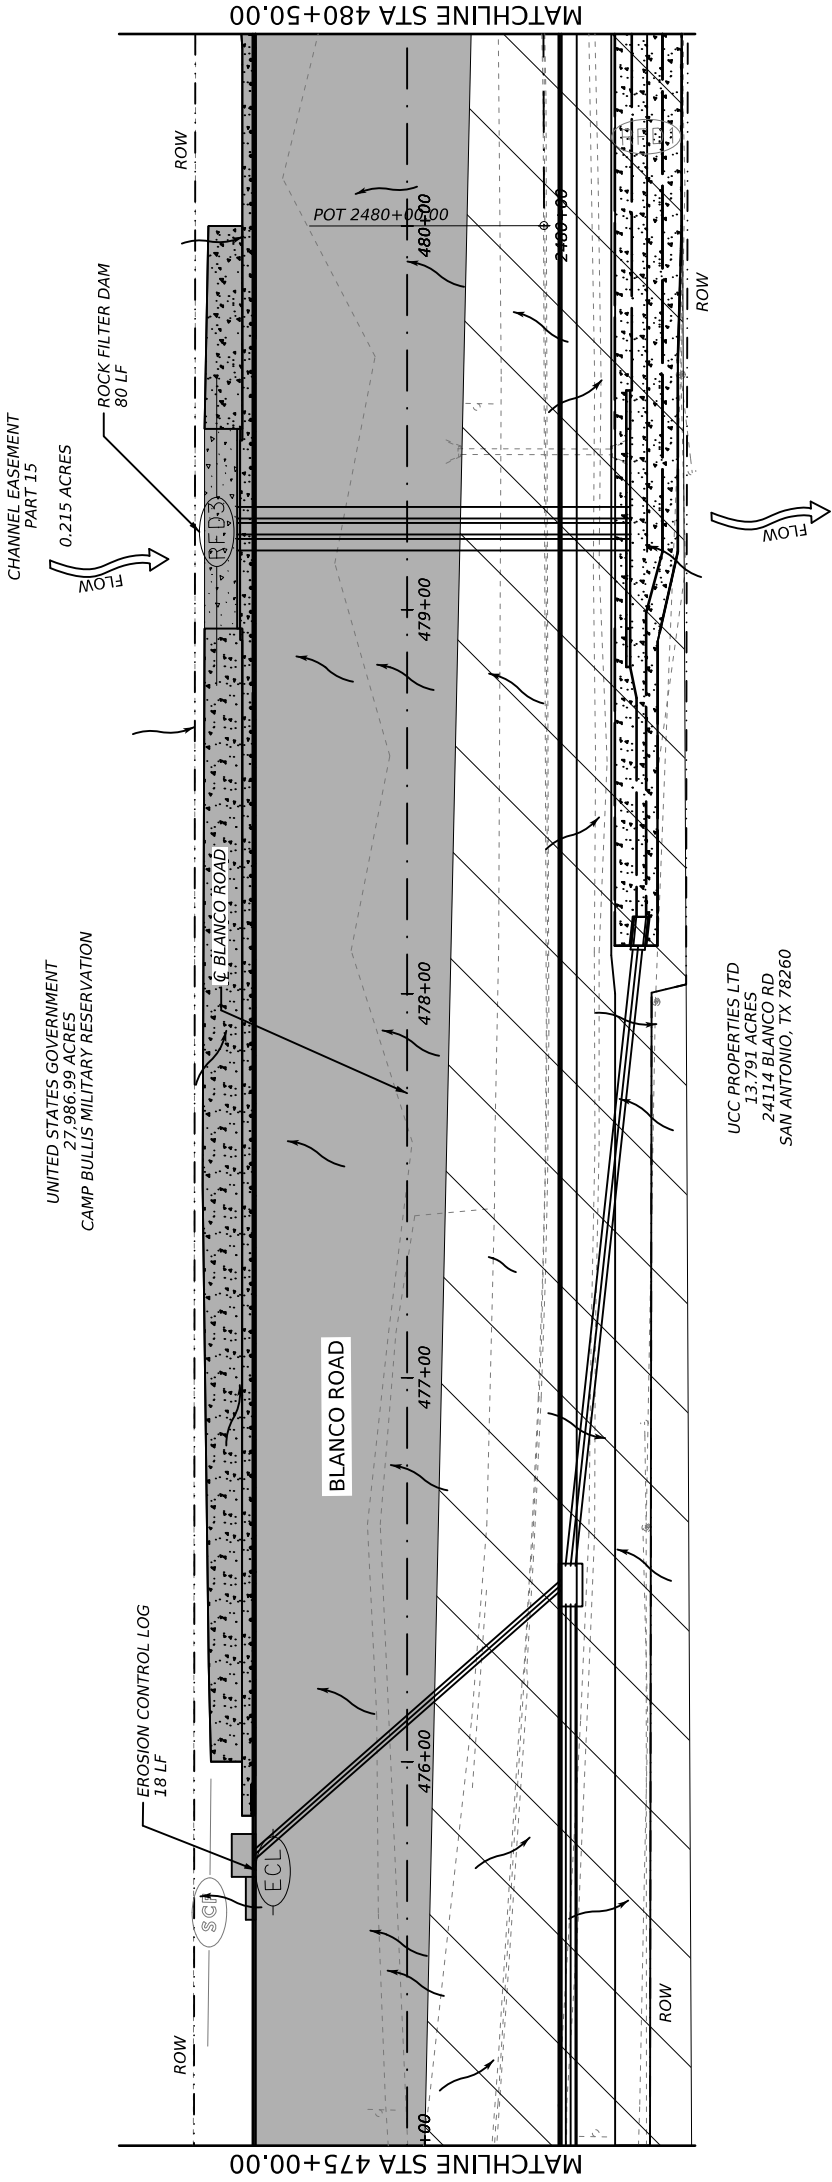 MATCHLINE STA 480+50.00
ROW
POT 2480+00.00
480+00
2480+00
ROW
ROCK FILTER DAM
80 LF
CHANNEL EASEMENT
PART 15
0.215 ACRES
FLOW
RFD3
FLOW
479+00
℄ BLANCO ROAD
478+00
UNITED STATES GOVERNMENT
27,986.99 ACRES
CAMP BULLIS MILITARY RESERVATION
UCC PROPERTIES LTD
13.791 ACRES
24114 BLANCO RD
SAN ANTONIO, TX 78260
BLANCO ROAD
477+00
EROSION CONTROL LOG
18 LF
476+00
ECL
SCF
ROW
ROW
+00
MATCHLINE STA 475+00.00